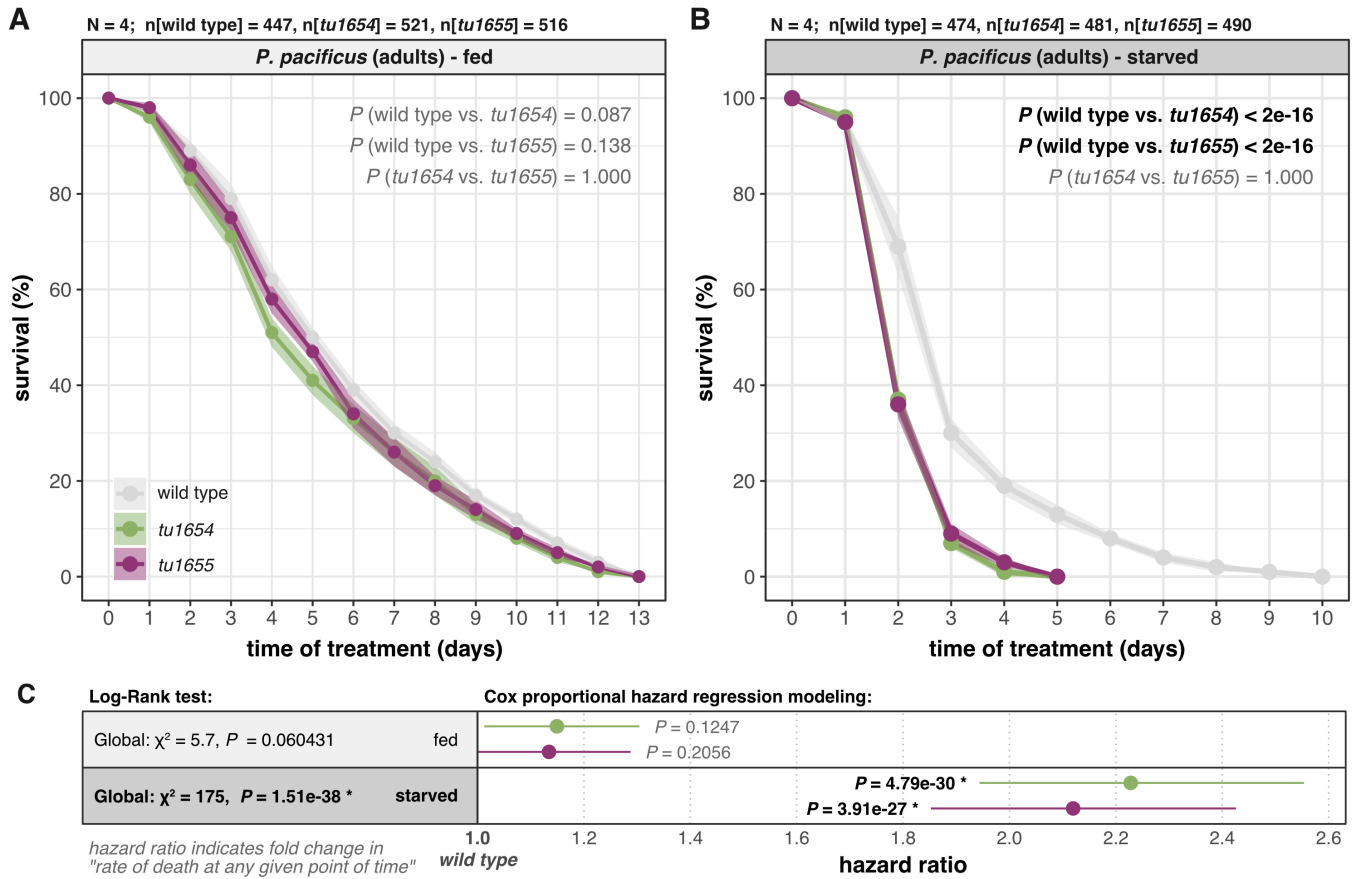 A
N = 4;  n[wild type] = 447, n[tu1654] = 521, n[tu1655] = 516
P. pacificus (adults) - fed
P (wild type vs. tu1654) = 0.087
P (wild type vs. tu1655) = 0.138
P (tu1654 vs. tu1655) = 1.000
survival (%)
100
80
60
40
20
0
wild type
tu1654
tu1655
0 1 2 3 4 5 6 7 8 9 10 11 12 13
time of treatment (days)
B
N = 4;  n[wild type] = 474, n[tu1654] = 481, n[tu1655] = 490
P. pacificus (adults) - starved
P (wild type vs. tu1654) < 2e-16
P (wild type vs. tu1655) < 2e-16
P (tu1654 vs. tu1655) = 1.000
survival (%)
100
80
60
40
20
0
0 1 2 3 4 5 6 7 8 9 10
time of treatment (days)
C
Log-Rank test:
Cox proportional hazard regression modeling:
Global: χ² = 5.7, P = 0.060431 fed
P = 0.1247
P = 0.2056
Global: χ² = 175, P = 1.51e-38 * starved
P = 4.79e-30 *
P = 3.91e-27 *
1.0 1.2 1.4 1.6 1.8 2.0 2.2 2.4 2.6
wild type
hazard ratio
hazard ratio indicates fold change in
"rate of death at any given point of time"